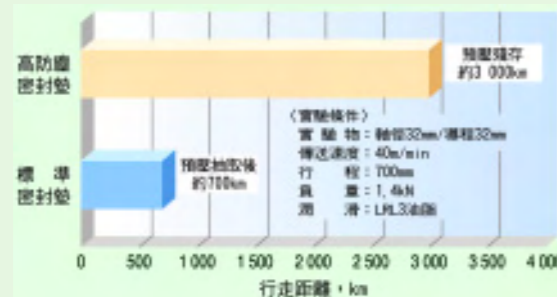 高防塵
密封墊
預壓殘存
約3 000km
標 準
密封墊
預壓抽取後
約700km
〈實驗條件〉
實 驗 物：軸徑32mm/導程32mm
傳送速度：40m/min
行 程：700mm
負 重：1.4kN
潤 滑：LRL3油脂
0 500 1 000 1 500 2 000 2 500 3 000 3 500 4 000
行走距離，km